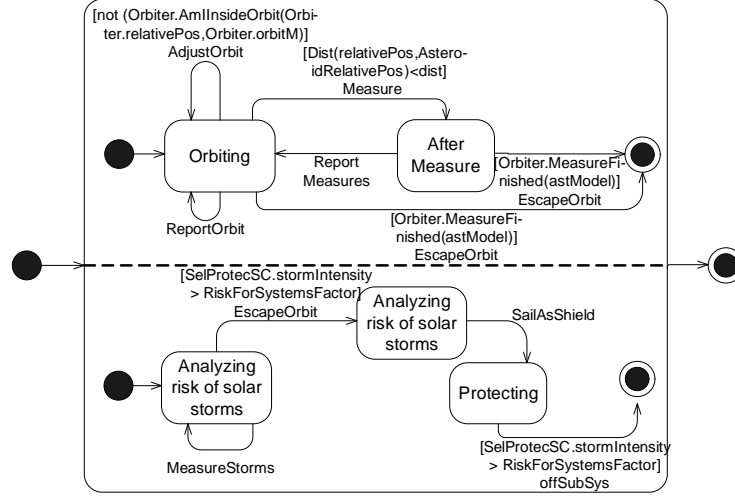 [not (Orbiter.AmIInsideOrbit(Orbi-
ter.relativePos,Orbiter.orbitM)]
AdjustOrbit
[Dist(relativePos,Astero-
idRelativePos)<dist]
Measure
Orbiting
After
Measure
Report
Measures
[Orbiter.MeasureFi-
nished(astModel)]
EscapeOrbit
ReportOrbit
[Orbiter.MeasureFi-
nished(astModel)]
EscapeOrbit
[SelProtecSC.stormIntensity
> RiskForSystemsFactor]
EscapeOrbit
Analyzing
risk of solar
storms
SailAsShield
Analyzing
risk of solar
storms
Protecting
MeasureStorms
[SelProtecSC.stormIntensity
> RiskForSystemsFactor]
offSubSys